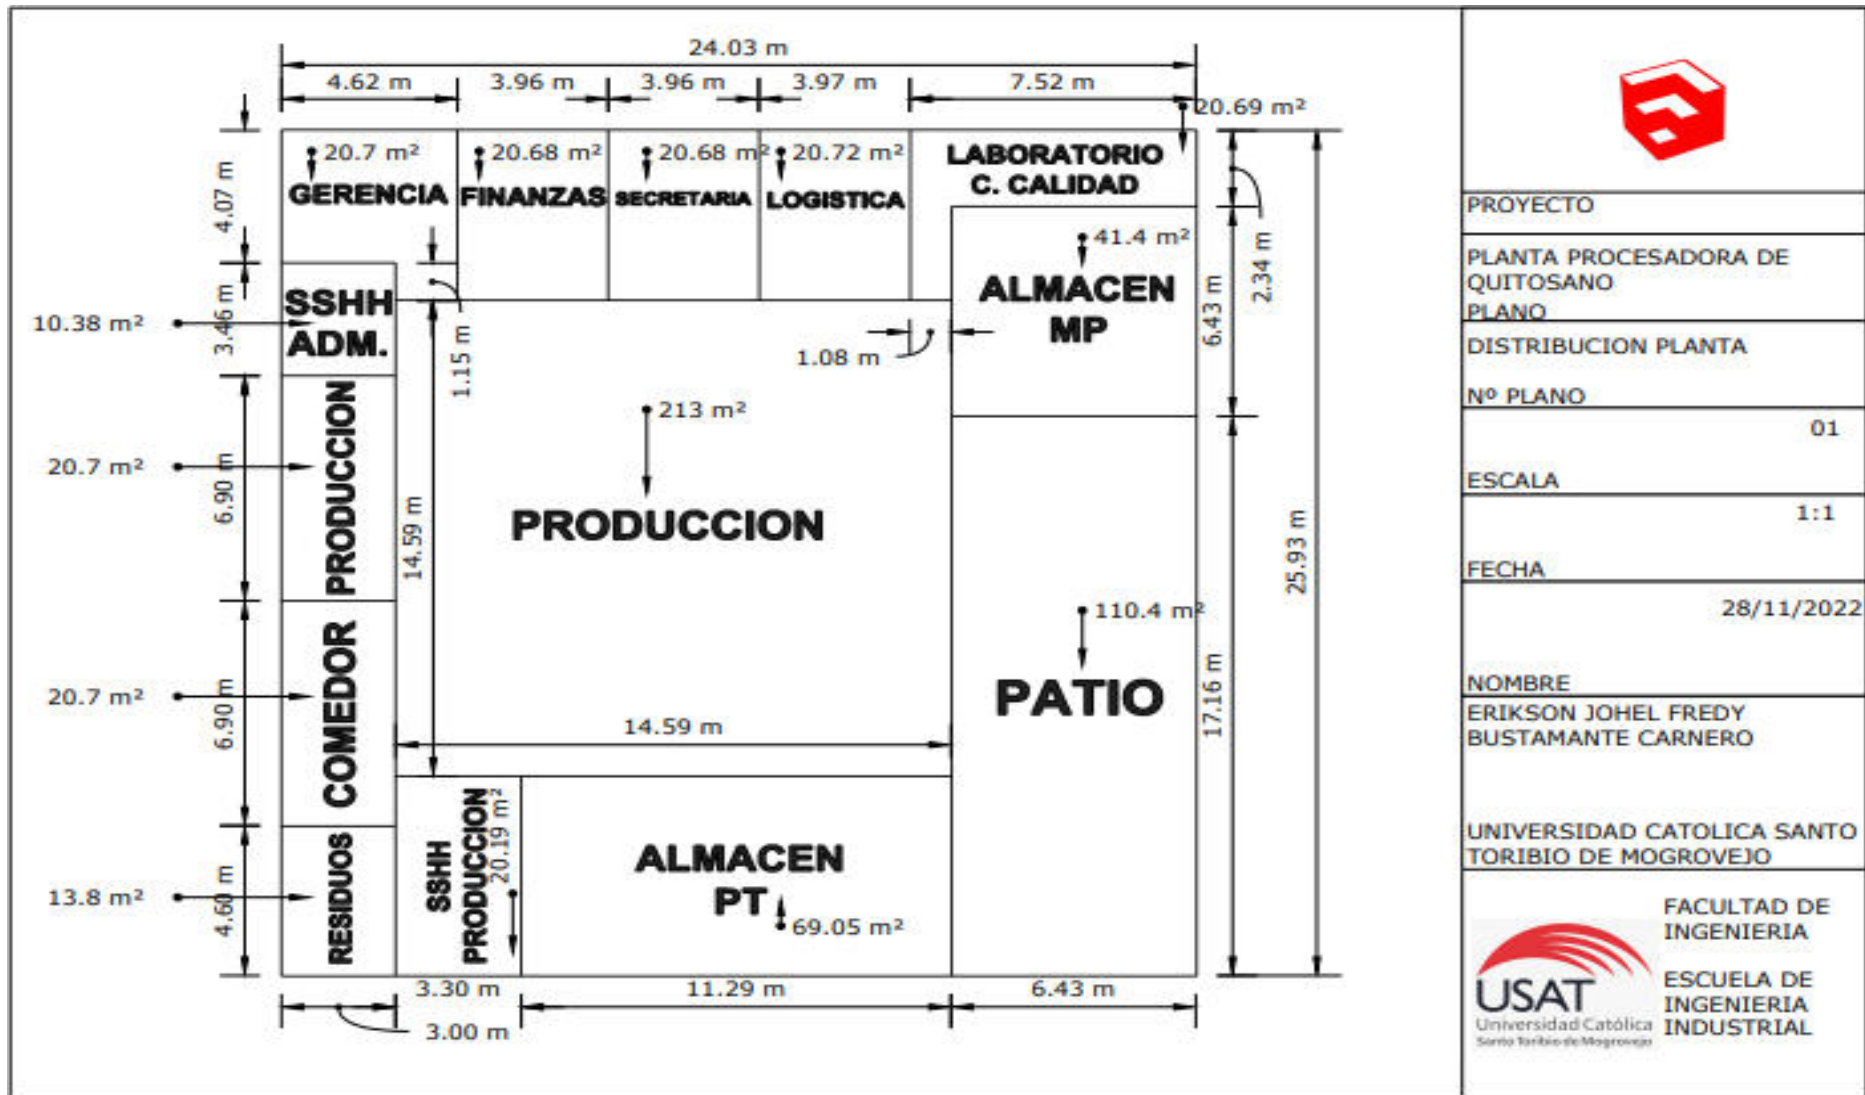 24.03 m
4.62 m
3.96 m
3.96 m
3.97 m
7.52 m
20.69 m²
20.7 m²
20.68 m²
20.68 m²
20.72 m²
LABORATORIO
C. CALIDAD
GERENCIA
FINANZAS
SECRETARIA
LOGISTICA
4.07 m
2.34 m
41.4 m²
ALMACEN
MP
6.43 m
SSHH
ADM.
10.38 m²
3.46 m
1.15 m
1.08 m
213 m²
PRODUCCION
PRODUCCION
20.7 m²
6.90 m
14.59 m
25.93 m
110.4 m²
PATIO
17.16 m
COMEDOR
20.7 m²
6.90 m
14.59 m
RESIDUOS
13.8 m²
4.60 m
SSHH
PRODUCCION
20.19 m²
ALMACEN
PT
69.05 m²
3.30 m
11.29 m
6.43 m
3.00 m
PROYECTO
PLANTA PROCESADORA DE
QUITOSANO
PLANO
DISTRIBUCION PLANTA
Nº PLANO
01
ESCALA
1:1
FECHA
28/11/2022
NOMBRE
ERIKSON JOHEL FREDY
BUSTAMANTE CARNERO
UNIVERSIDAD CATOLICA SANTO
TORIBIO DE MOGROVEJO
FACULTAD DE
INGENIERIA
ESCUELA DE
INGENIERIA
INDUSTRIAL
USAT
Universidad Católica
Santo Toribio de Mogrovejo